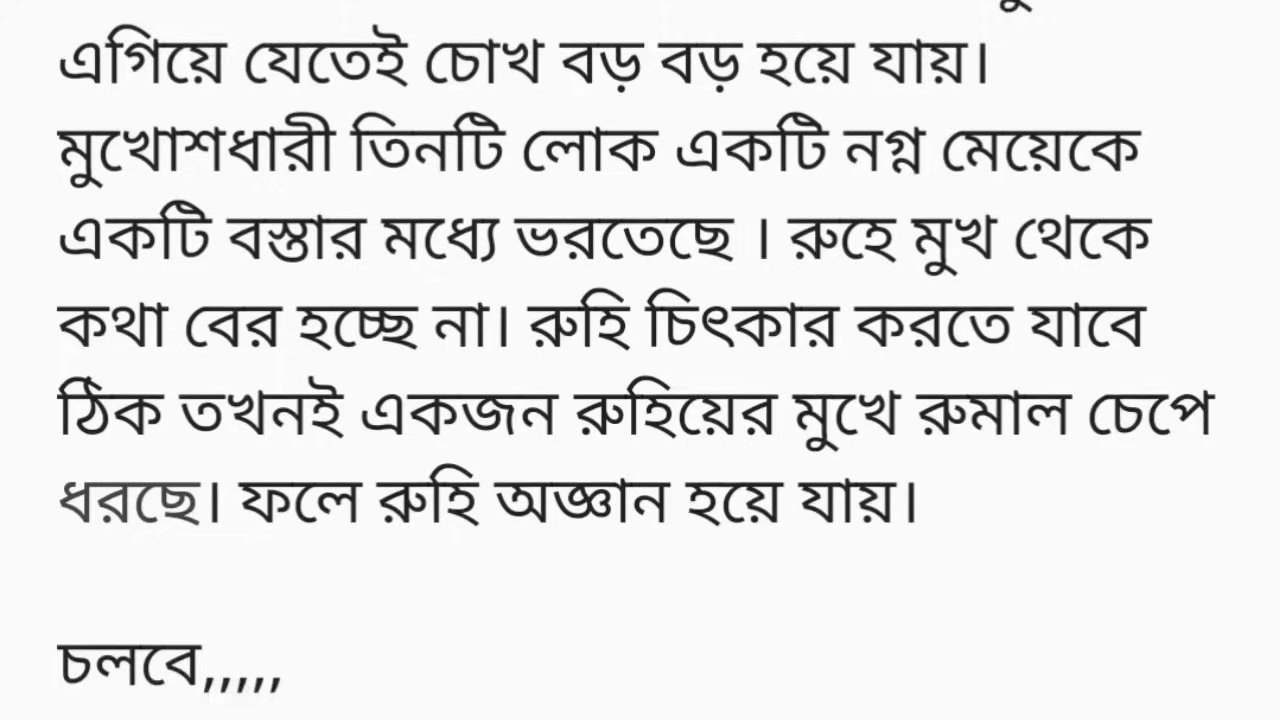 এগিয়ে যেতেই চোখ বড় বড় হয়ে যায়।
মুখোশধারী তিনটি লোক একটি নগ্ন মেয়েকে
একটি বস্তার মধ্যে ভরতেছে । রুহে মুখ থেকে
কথা বের হচ্ছে না। রুহি চিৎকার করতে যাবে
ঠিক তখনই একজন রুহিয়ের মুখে রুমাল চেপে
ধরছে। ফলে রুহি অজ্ঞান হয়ে যায়।
চলবে,,,,,